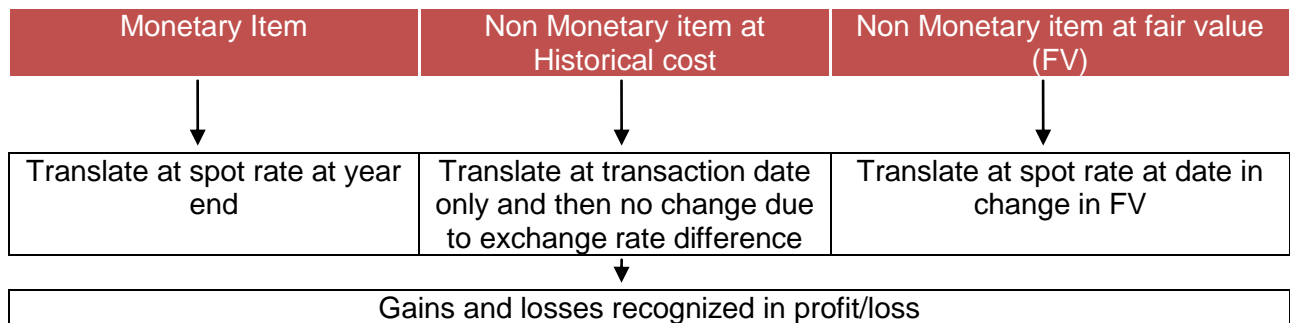 Monetary Item
Non Monetary item at
Historical cost
Non Monetary item at fair value
(FV)
Translate at spot rate at year
end
Translate at transaction date
only and then no change due
to exchange rate difference
Translate at spot rate at date in
change in FV
Gains and losses recognized in profit/loss